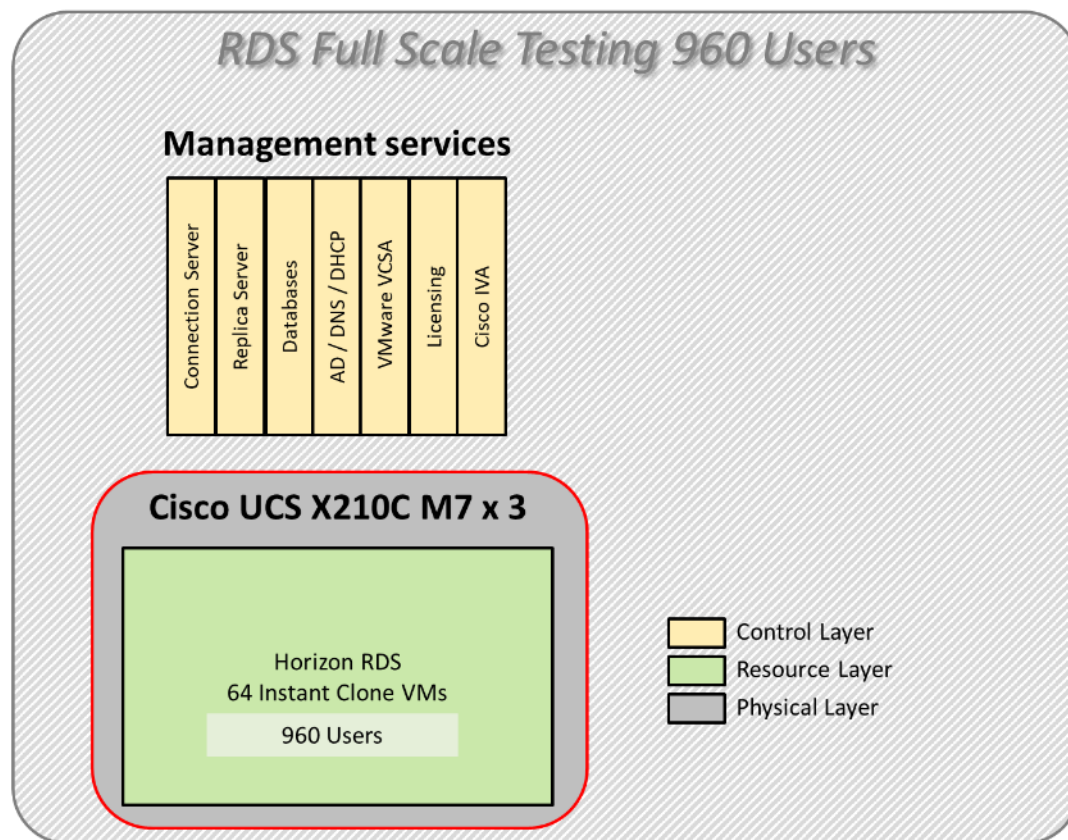 RDS Full Scale Testing 960 Users
Management services
Connection Server
Replica Server
Databases
AD / DNS / DHCP
VMware VCSA
Licensing
Cisco IVA
Cisco UCS X210C M7 x 3
Horizon RDS
64 Instant Clone VMs
960 Users
Control Layer
Resource Layer
Physical Layer